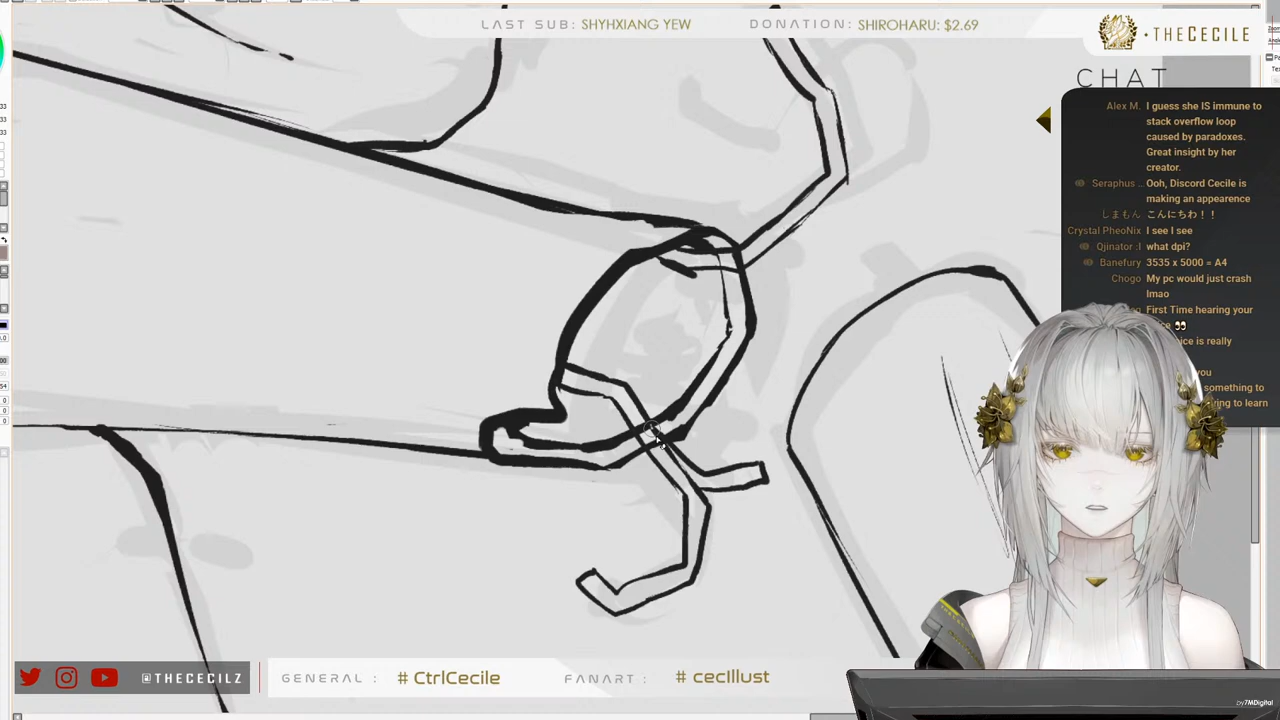 LAST SUB: SHYHXIANG YEW
DONATION: SHIROHARU: $2.69
• THECECILE
CHAT
Alex M. I guess she IS immune to
stack overflow loop
caused by paradoxes.
Great insight by her
creator.
Seraphus .. Ooh, Discord Cecile is
making an appearence
しまもん こんにちわ！！
Crystal PheoNix I see I see
Qjinator :l what dpi?
Banefury 3535 x 5000 = A4
Chogo My pc would just crash
lmao
First Time hearing your
is really
you
something to
to learn
@THECECILZ
GENERAL : # CtrlCecile
FANART : # cecIllust
by7MDigital